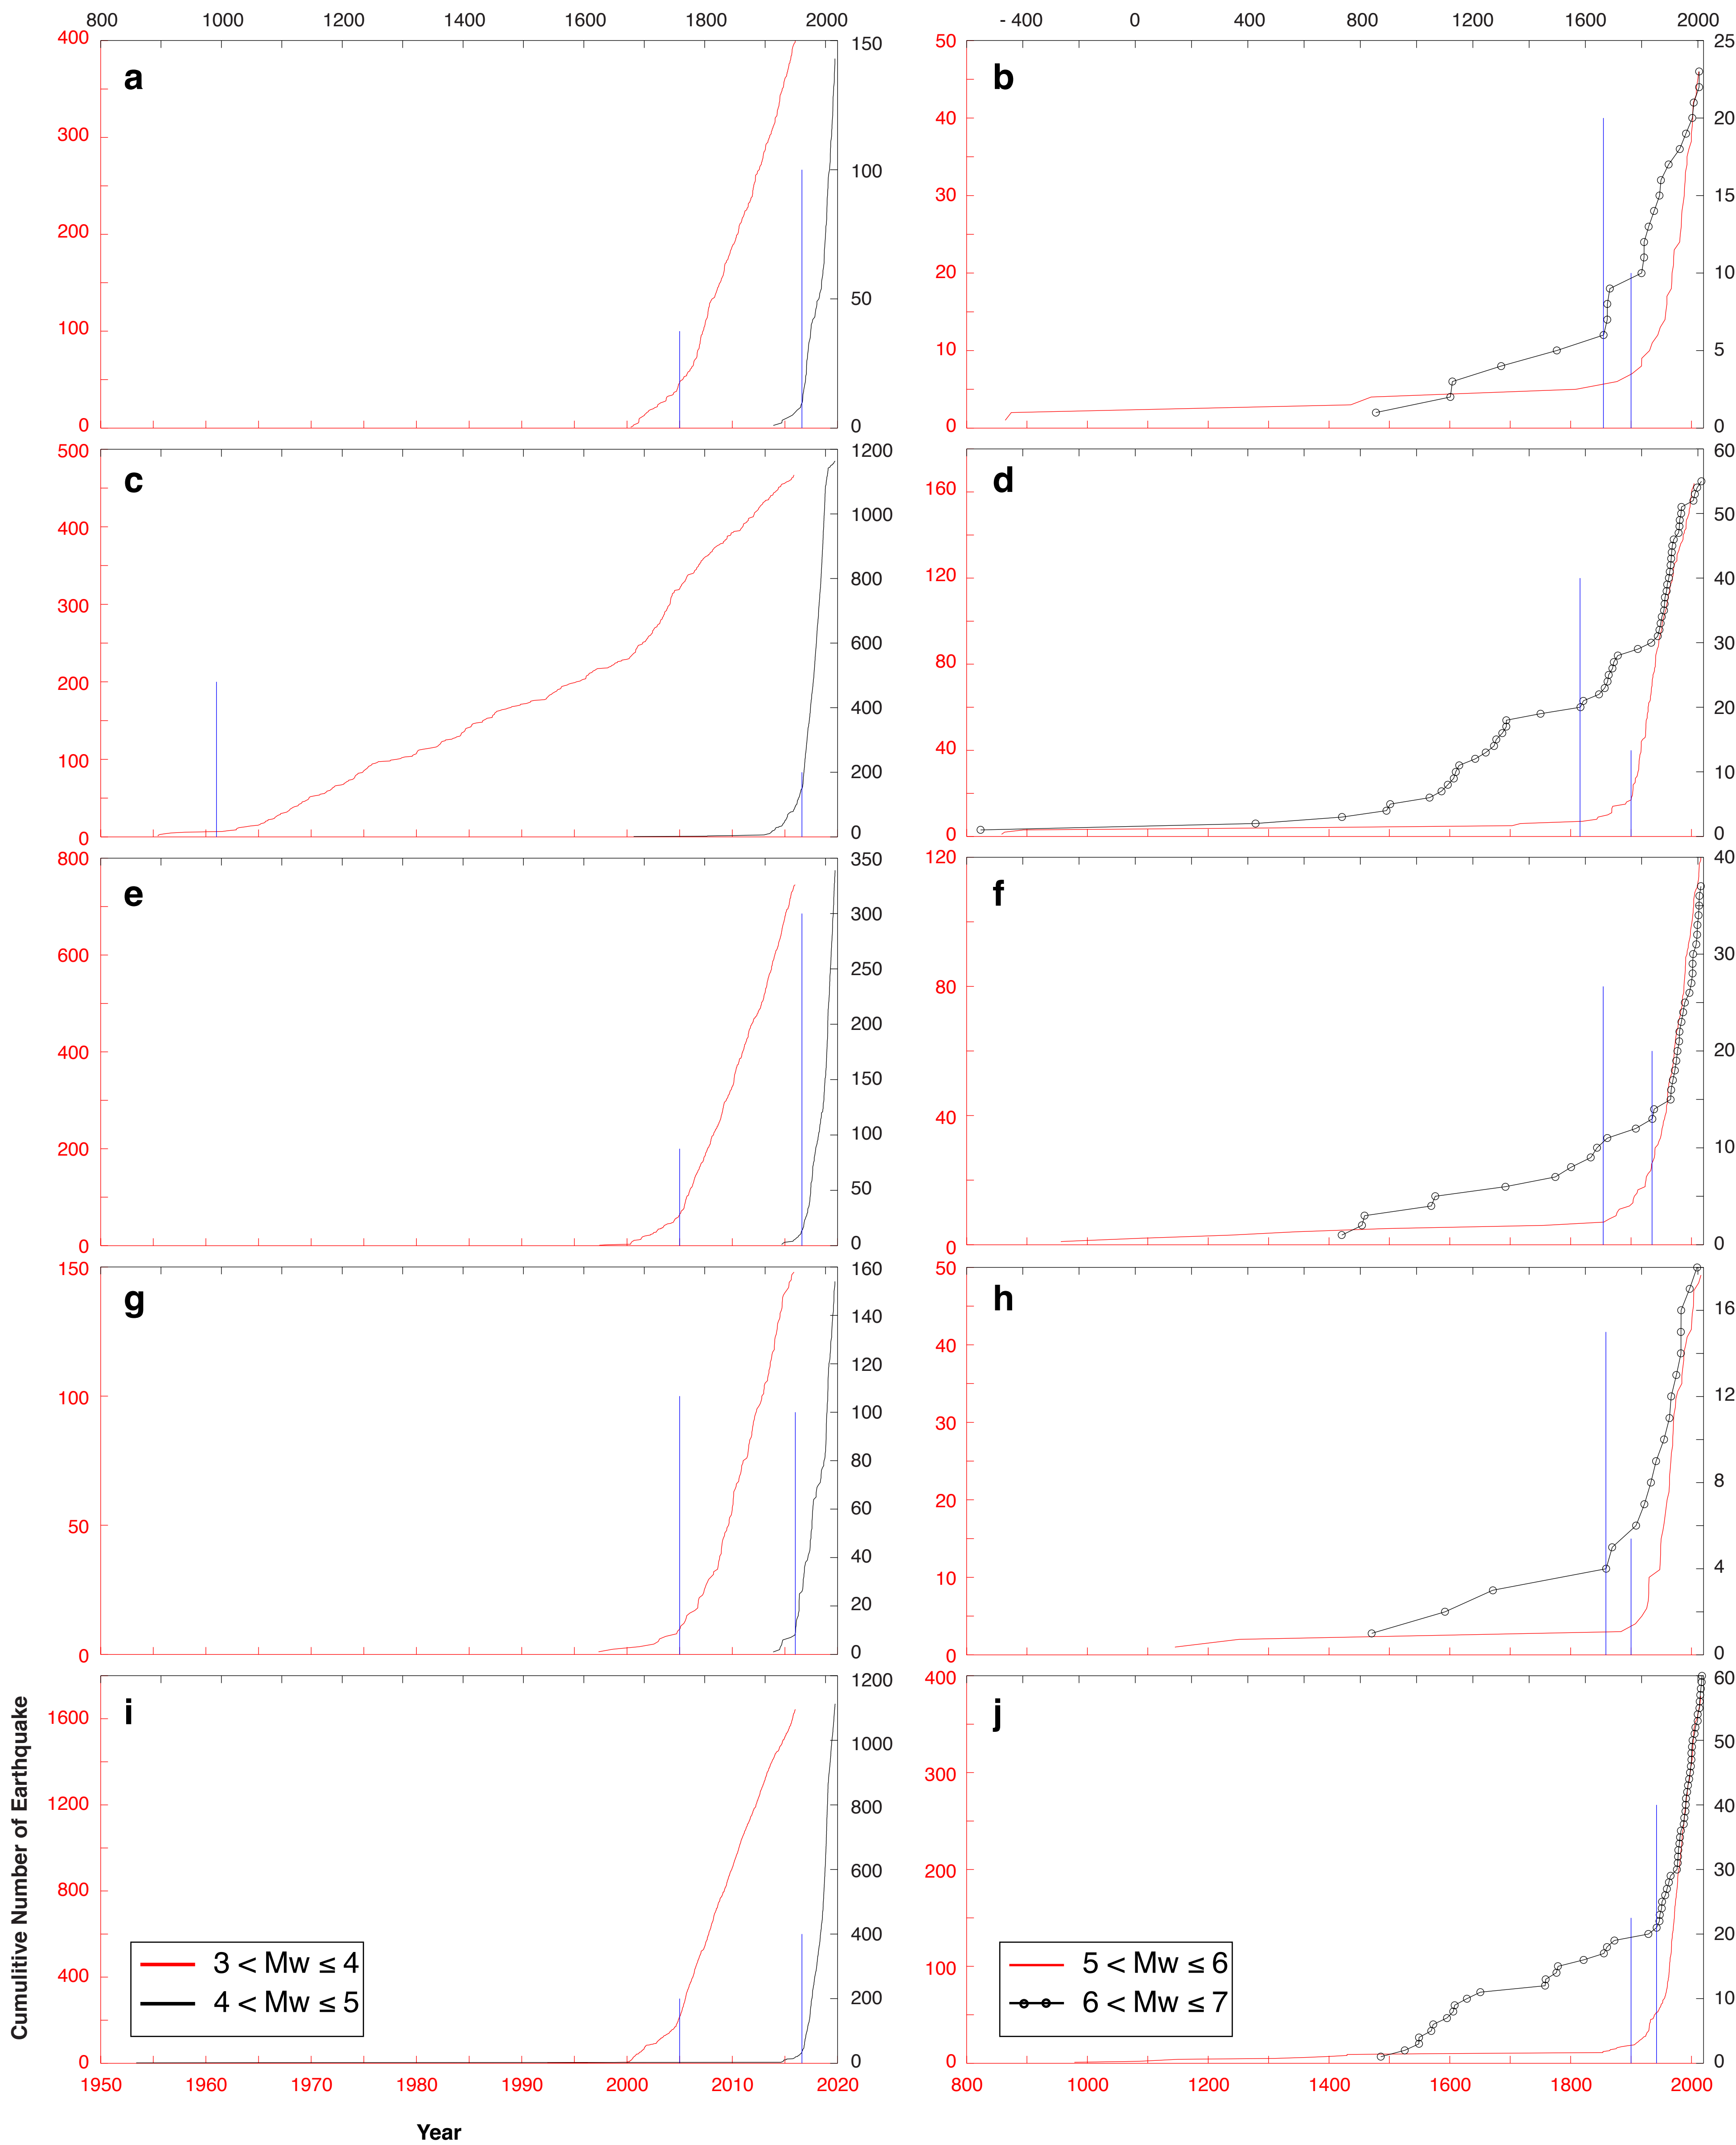 800 1000 1200 1400 1600 1800 2000
- 400 0 400 800 1200 1600 2000
400 300 200 100 0
a
150 100 50 0
50 40 30 20 10 0
b
25 20 15 10 5 0
500 400 300 200 100 0
c
1200 1000 800 600 400 200 0
160 120 80 40 0
d
60 50 40 30 20 10 0
800 600 400 200 0
e
350 300 250 200 150 100 50 0
120 80 40 0
f
40 30 20 10 0
150 100 50 0
g
160 140 120 100 80 60 40 20 0
50 40 30 20 10 0
h
16 12 8 4 0
1600 1200 800 400 0
i
1200 1000 800 600 400 200 0
3 < Mw ≤ 4
4 < Mw ≤ 5
400 300 200 100 0
j
60 50 40 30 20 10 0
5 < Mw ≤ 6
6 < Mw ≤ 7
1950 1960 1970 1980 1990 2000 2010 2020
800 1000 1200 1400 1600 1800 2000
Cumulitive Number of Earthquake
Year